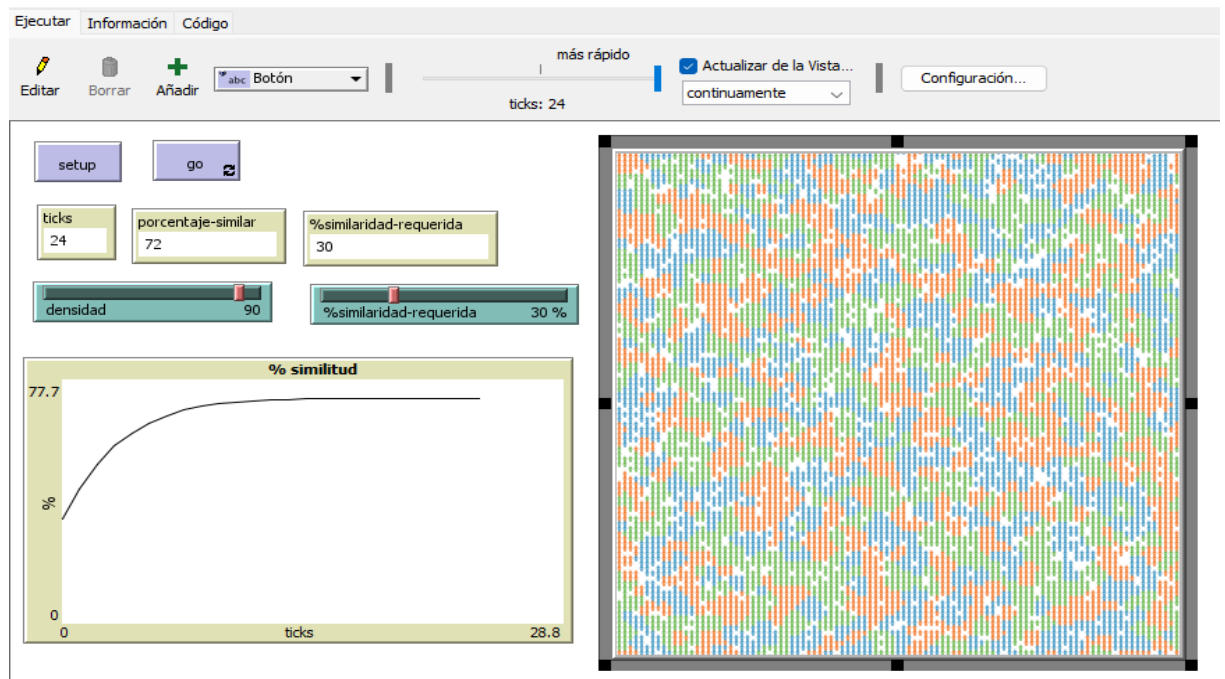 Ejecutar Información Código
Editar Borrar Añadir abc Botón
más rápido
ticks: 24
Actualizar de la Vista...
continuamente
Configuración...
setup go
ticks
24
porcentaje-similar
72
%similaridad-requerida
30
densidad 90
%similaridad-requerida 30 %
% similitud
77.7
%
0
0 ticks 28.8